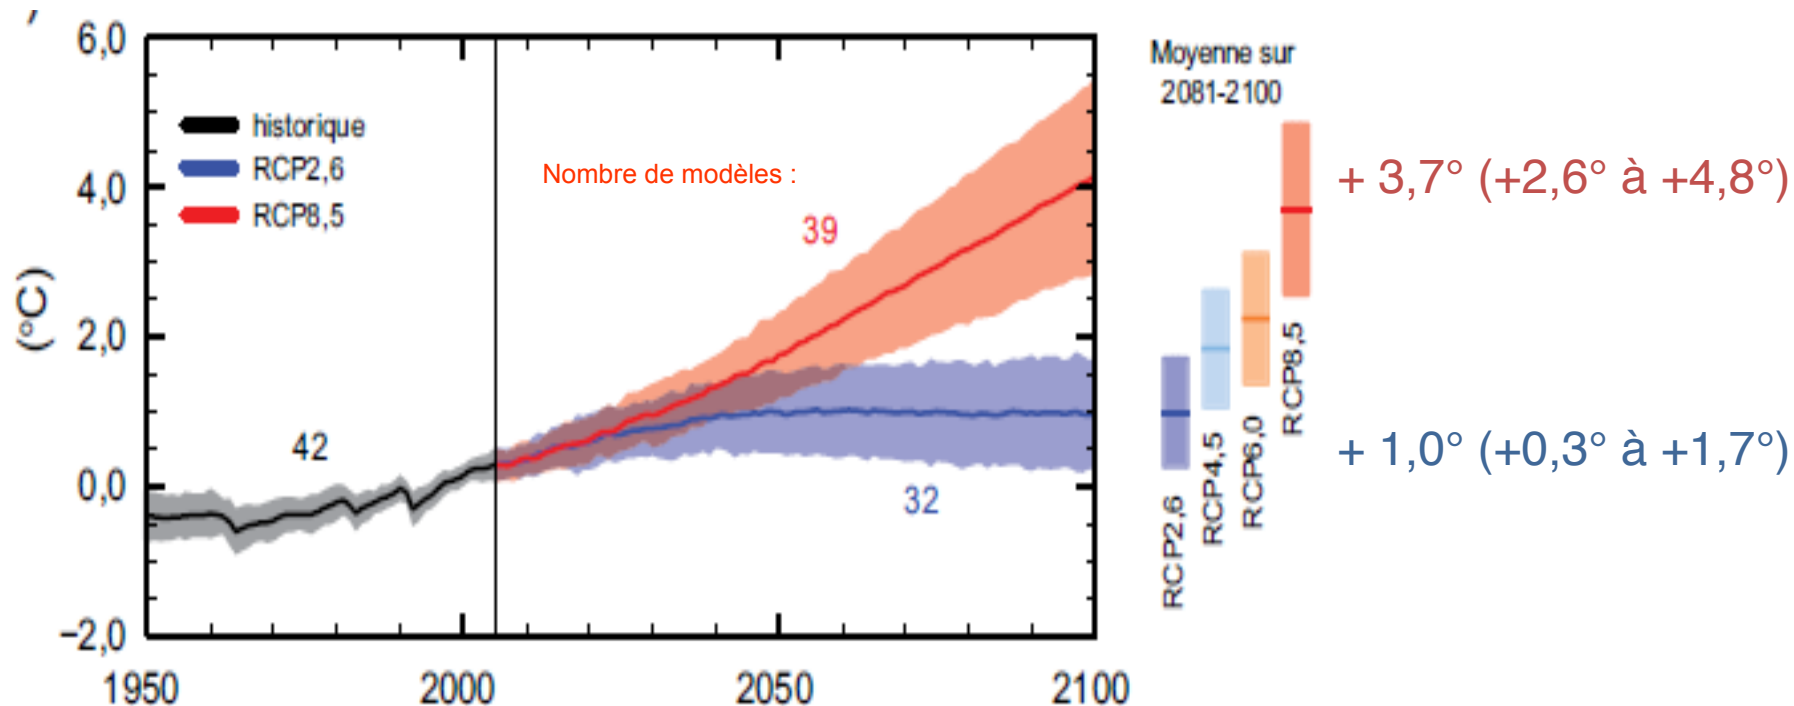 6,0
4,0
2,0
0,0
−2,0
(°C)
1950
2000
2050
2100
historique
RCP2,6
RCP8,5
Nombre de modèles :
42
39
32
Moyenne sur
2081-2100
RCP2,6
RCP4,5
RCP6,0
RCP8,5
+ 3,7° (+2,6° à +4,8°)
+ 1,0° (+0,3° à +1,7°)